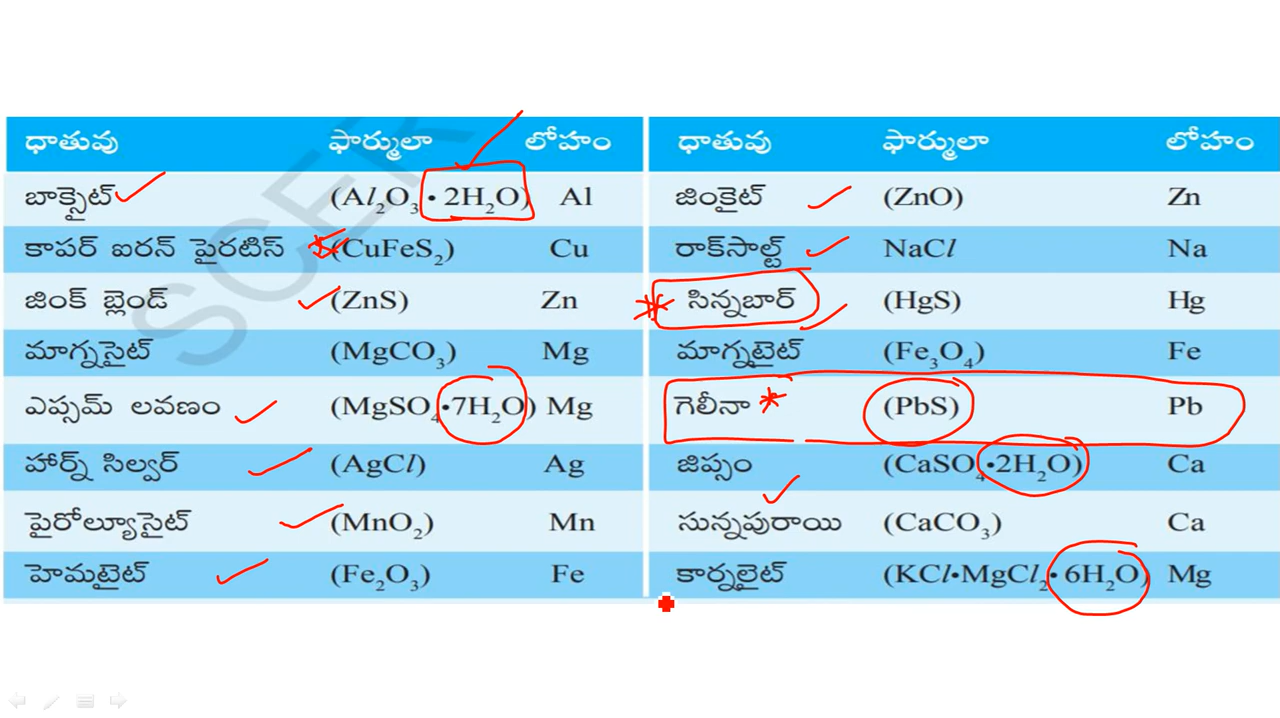 ధాతువు ఫార్ములా లోహం ధాతువు ఫార్ములా లోహం
బాక్సైట్ (Al₂O₃•2H₂O) Al జింకైట్ (ZnO) Zn
కాపర్ ఐరన్ పైరటిస్ (CuFeS₂) Cu రాక్‌సాల్ట్ NaCl Na
జింక్ బ్లెండ్ (ZnS) Zn సిన్నబార్ (HgS) Hg
మాగ్నసైట్ (MgCO₃) Mg మాగ్నటైట్ (Fe₃O₄) Fe
ఎప్సమ్ లవణం (MgSO₄•7H₂O) Mg గెలీనా (PbS) Pb
హార్న్ సిల్వర్ (AgCl) Ag జిప్సం (CaSO₄•2H₂O) Ca
పైరోల్యూసైట్ (MnO₂) Mn సున్నపురాయి (CaCO₃) Ca
హెమటైట్ (Fe₂O₃) Fe కార్నలైట్ (KCl•MgCl₂•6H₂O) Mg